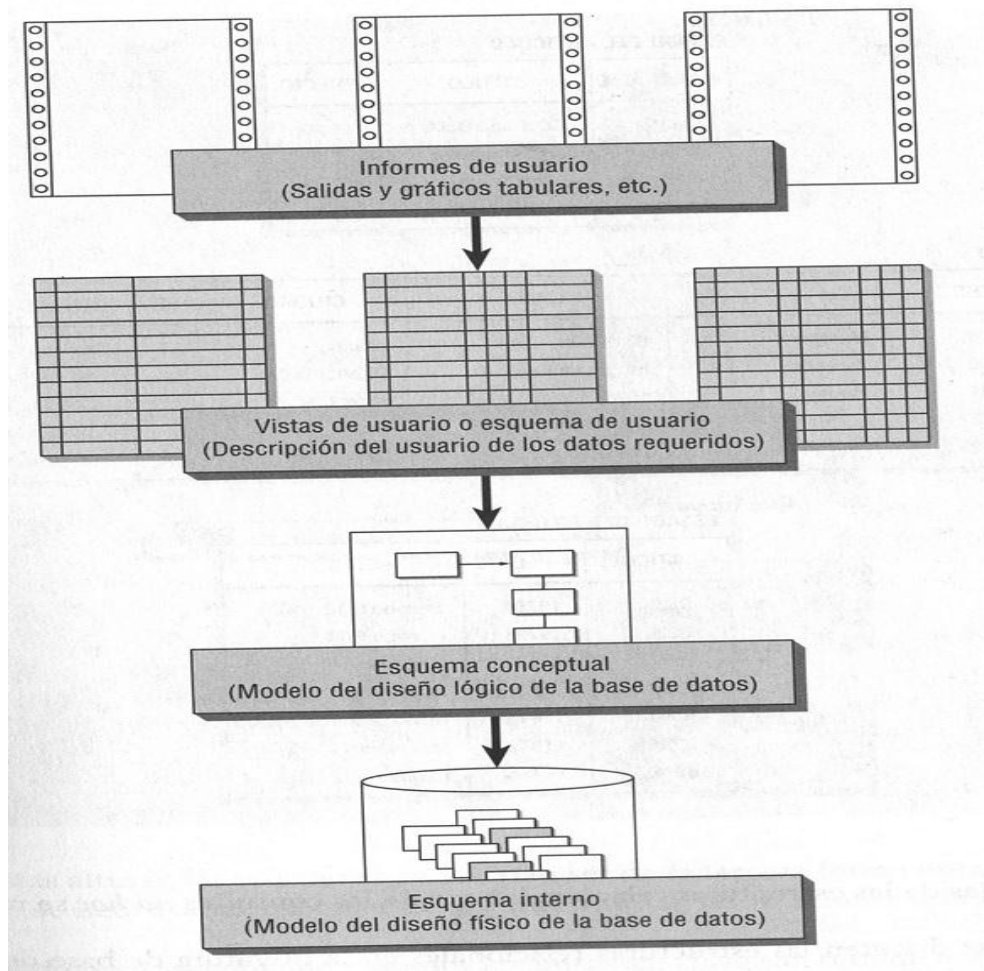 Informes de usuario
(Salidas y gráficos tabulares, etc.)
Vistas de usuario o esquema de usuario
(Descripción del usuario de los datos requeridos)
Esquema conceptual
(Modelo del diseño lógico de la base de datos)
Esquema interno
(Modelo del diseño físico de la base de datos)